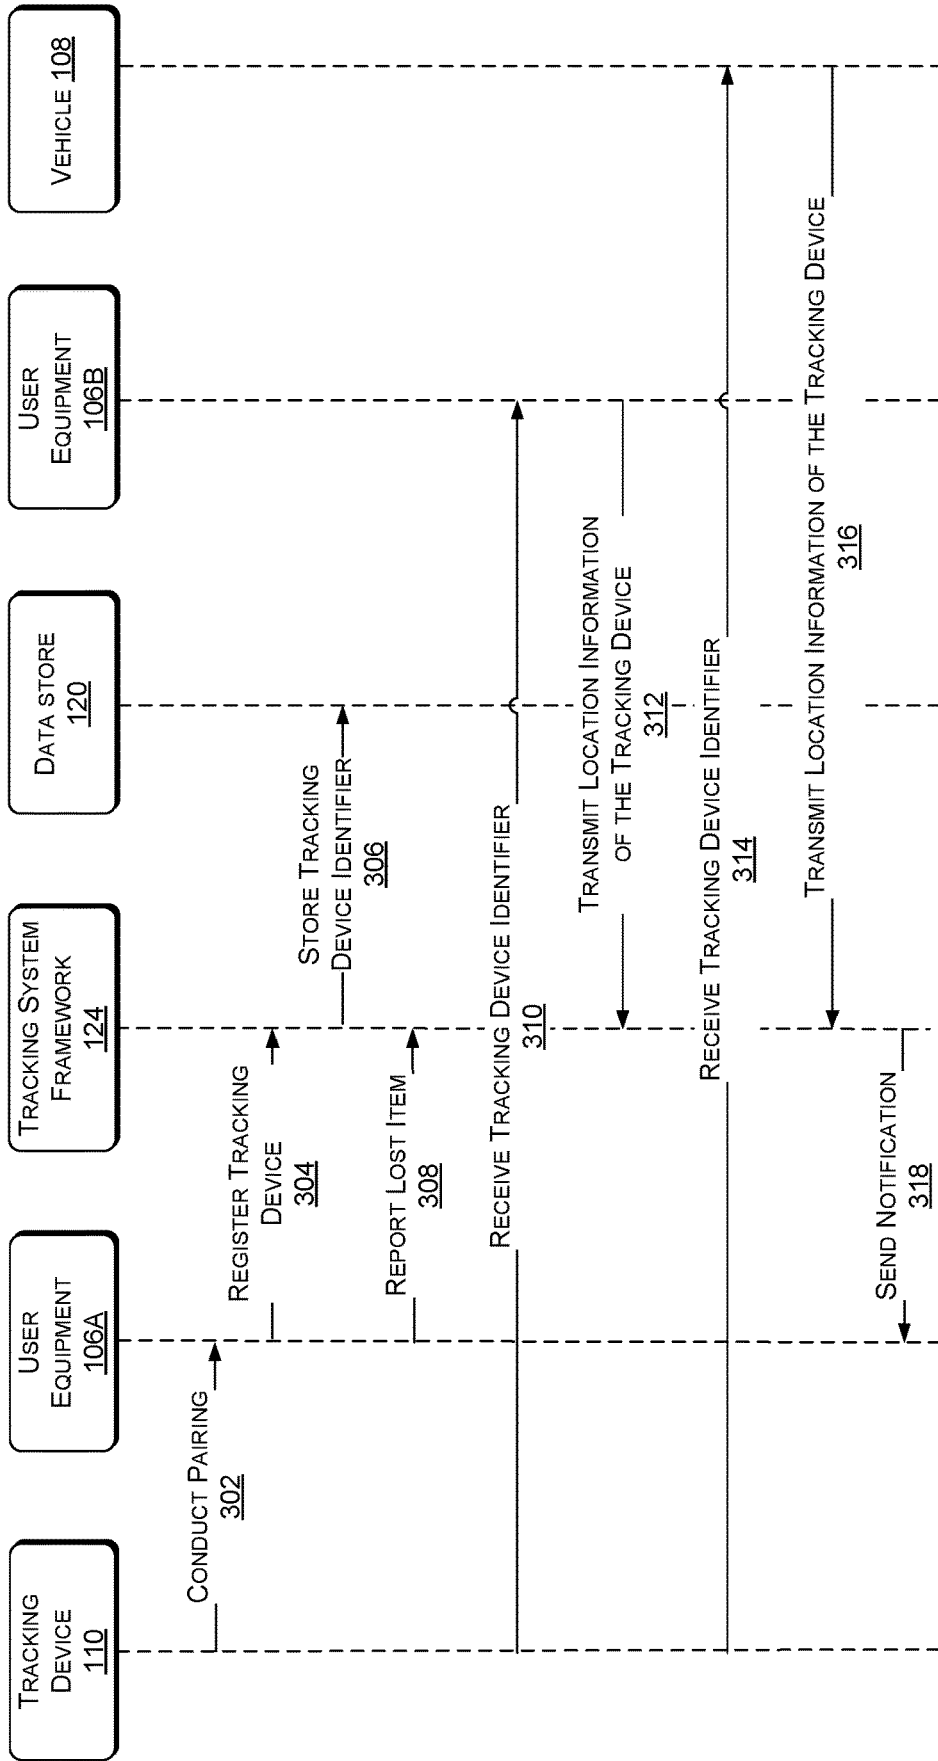 TRACKING
DEVICE
110
USER
EQUIPMENT
106A
TRACKING SYSTEM
FRAMEWORK
124
DATA STORE
120
USER
EQUIPMENT
106B
VEHICLE 108
CONDUCT PAIRING
302
REGISTER TRACKING
DEVICE
304
STORE TRACKING
DEVICE IDENTIFIER
306
REPORT LOST ITEM
308
RECEIVE TRACKING DEVICE IDENTIFIER
310
TRANSMIT LOCATION INFORMATION
OF THE TRACKING DEVICE
312
RECEIVE TRACKING DEVICE IDENTIFIER
314
TRANSMIT LOCATION INFORMATION OF THE TRACKING DEVICE
316
SEND NOTIFICATION
318